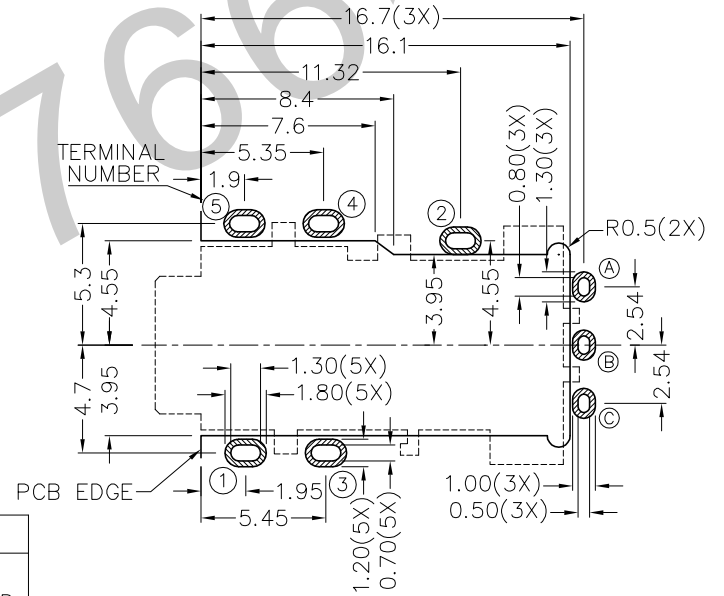 16.7(3X)
16.1
11.32
8.4
7.6
5.35
1.9
TERMINAL
NUMBER
5
4
2
0.80(3X)
1.30(3X)
R0.5(2X)
A
B
C
2.54
2.54
5.3
4.55
3.95
4.55
4.7
3.95
1.30(5X)
1.80(5X)
PCB EDGE
1
1.95
3
5.45
1.20(5X)
0.70(5X)
1.00(3X)
0.50(3X)
766